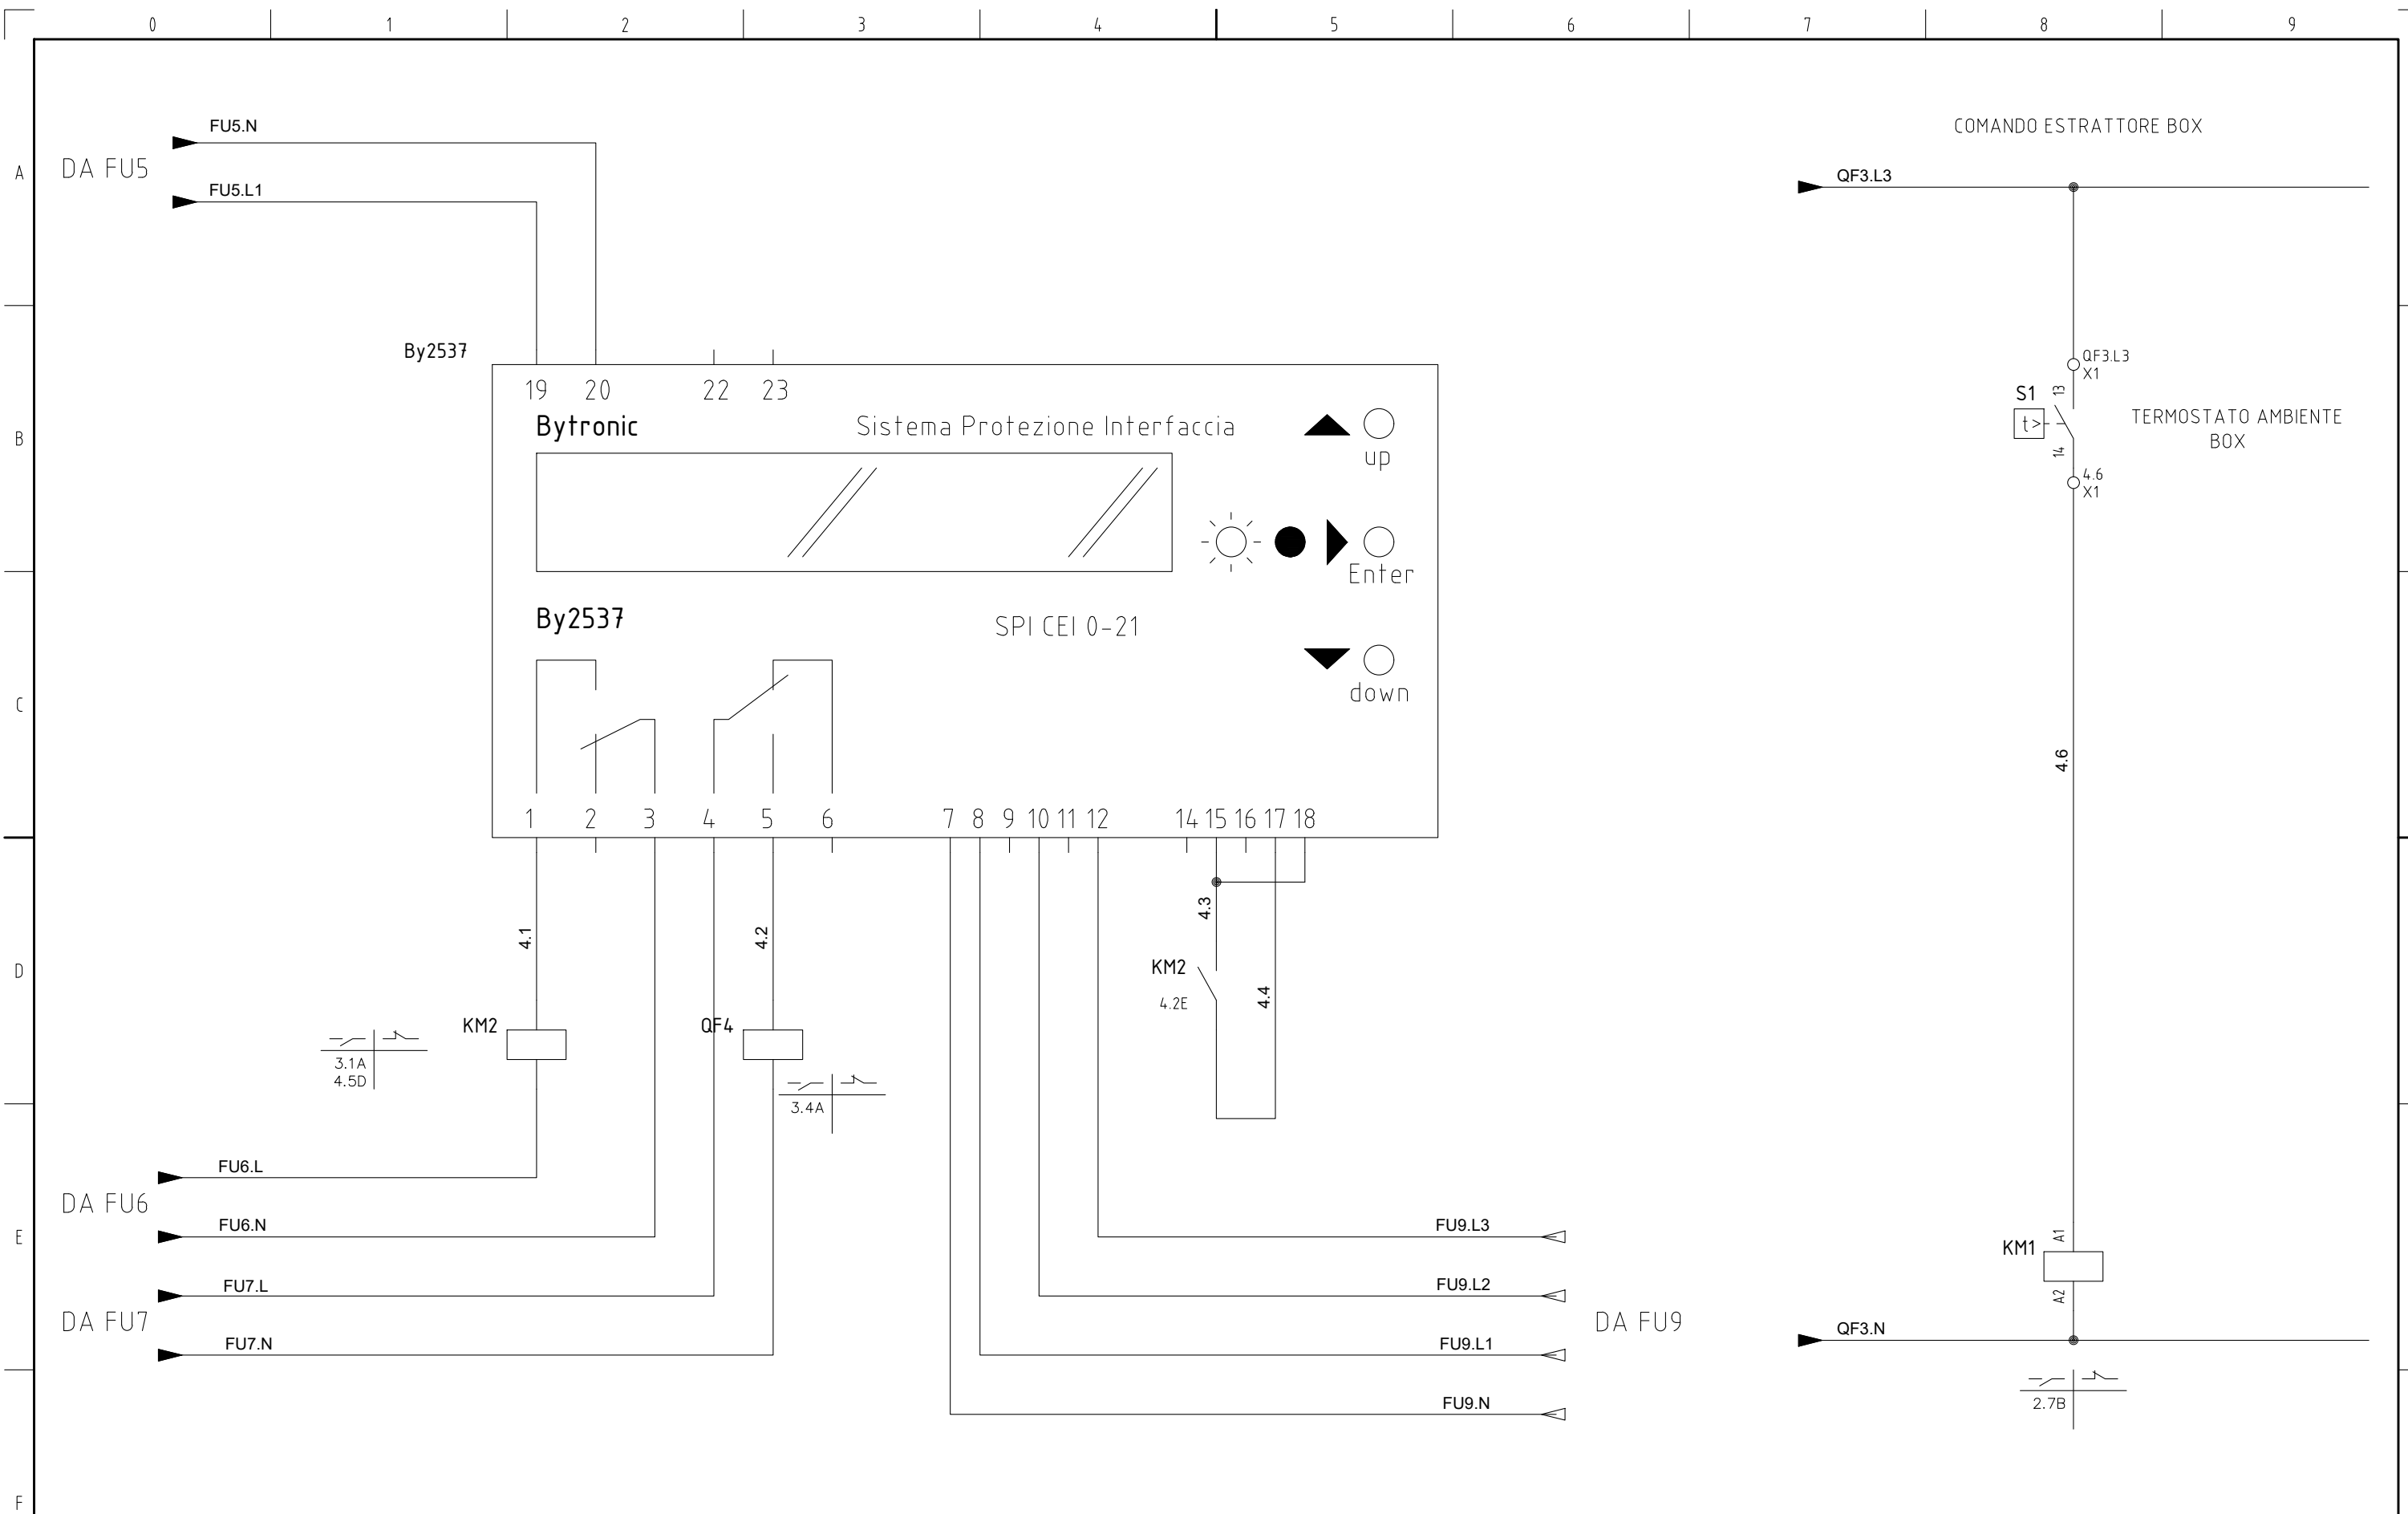 0 1 2 3 4 5 6 7 8 9
FU5.N
COMANDO ESTRATTORE BOX
A
DA FU5
QF3.L3
FU5.L1
By2537
QF3.L3
X1
19 20 22 23
S1
13
t>
14
TERMOSTATO AMBIENTE
BOX
B
Bytronic
Sistema Protezione Interfaccia
up
4.6
X1
Enter
By2537
SPI CEI 0-21
down
C
4.6
1 2 3 4 5 6 7 8 9 10 11 12 14 15 16 17 18
4.1
4.2
4.3
D
KM2
4.2E
4.4
KM2
QF4
3.1A
4.5D
3.4A
FU6.L
DA FU6
FU6.N
FU9.L3
E
A1
KM1
A2
FU7.L
FU9.L2
DA FU7
DA FU9
FU7.N
FU9.L1
QF3.N
FU9.N
2.7B
F